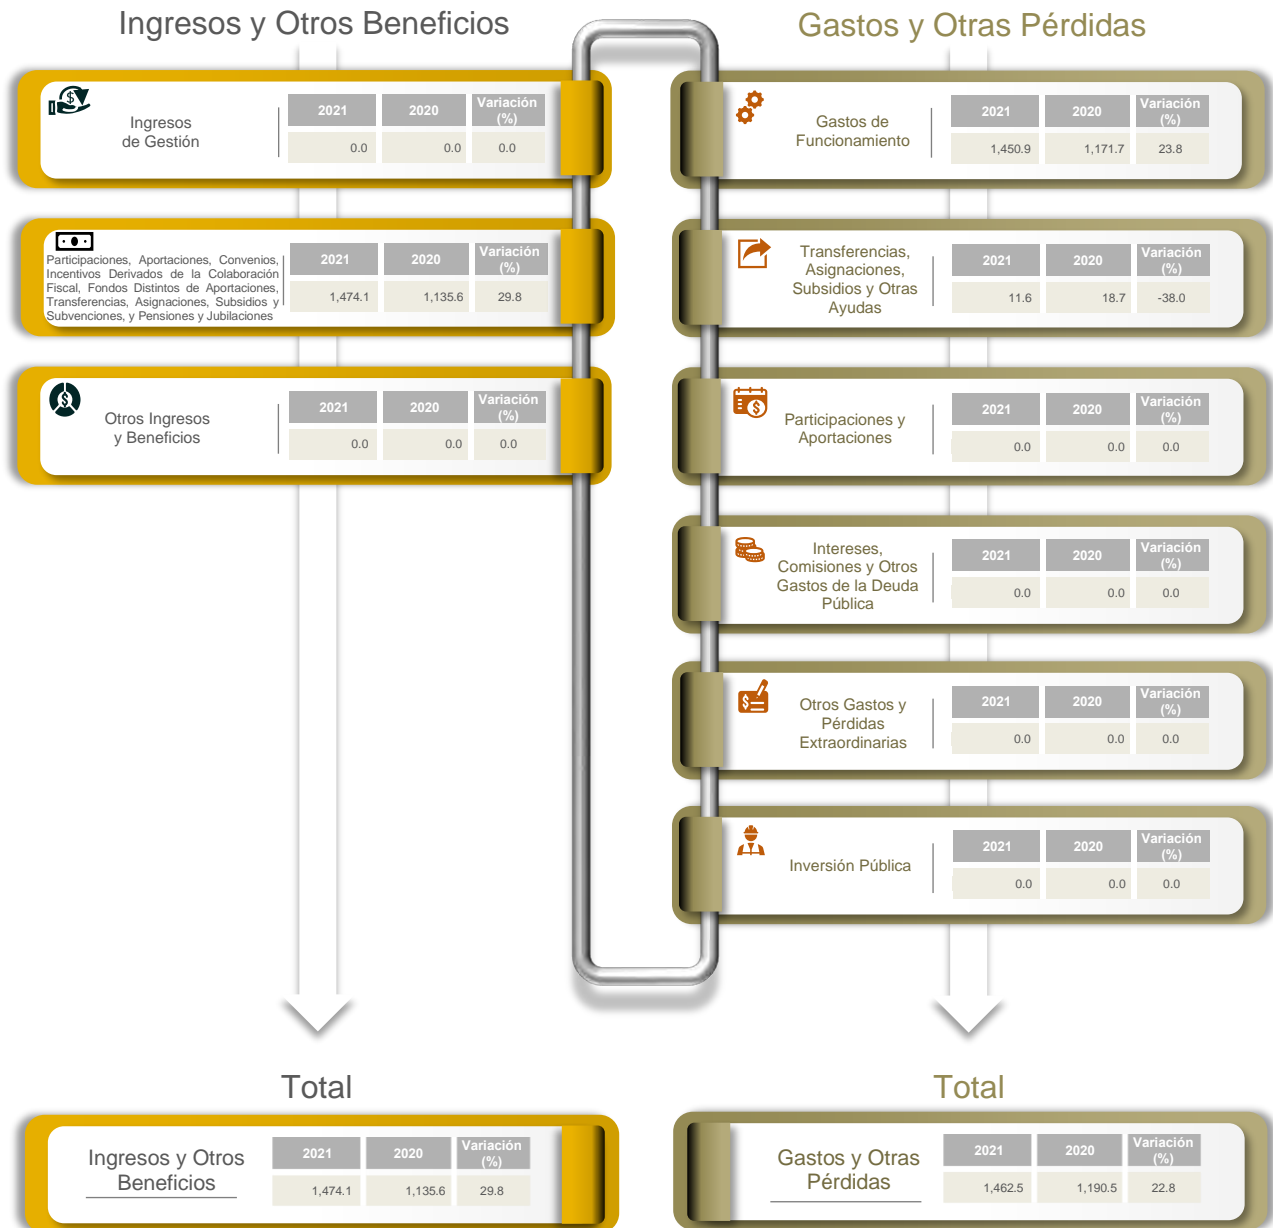 Ingresos y Otros Beneficios
Ingresos
de Gestión
2021 2020 Variación
(%)
0.0 0.0 0.0
Participaciones, Aportaciones, Convenios,
Incentivos Derivados de la Colaboración
Fiscal, Fondos Distintos de Aportaciones,
Transferencias, Asignaciones, Subsidios y
Subvenciones, y Pensiones y Jubilaciones
2021 2020 Variación
(%)
1,474.1 1,135.6 29.8
Otros Ingresos
y Beneficios
2021 2020 Variación
(%)
0.0 0.0 0.0
Total
Ingresos y Otros
Beneficios
2021 2020 Variación
(%)
1,474.1 1,135.6 29.8
Gastos y Otras Pérdidas
Gastos de
Funcionamiento
2021 2020 Variación
(%)
1,450.9 1,171.7 23.8
Transferencias,
Asignaciones,
Subsidios y Otras
Ayudas
2021 2020 Variación
(%)
11.6 18.7 -38.0
Participaciones y
Aportaciones
2021 2020 Variación
(%)
0.0 0.0 0.0
Intereses,
Comisiones y Otros
Gastos de la Deuda
Pública
2021 2020 Variación
(%)
0.0 0.0 0.0
Otros Gastos y
Pérdidas
Extraordinarias
2021 2020 Variación
(%)
0.0 0.0 0.0
Inversión Pública
2021 2020 Variación
(%)
0.0 0.0 0.0
Total
Gastos y Otras
Pérdidas
2021 2020 Variación
(%)
1,462.5 1,190.5 22.8